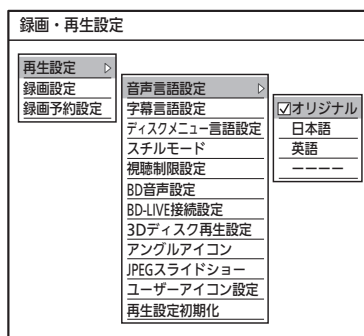 録画・再生設定
再生設定
録画設定
録画予約設定
音声言語設定
字幕言語設定
ディスクメニュー言語設定
スチルモード
視聴制限設定
BD音声設定
BD-LIVE接続設定
3Dディスク再生設定
アングルアイコン
JPEGスライドショー
ユーザーアイコン設定
再生設定初期化
オリジナル
日本語
英語
ーーーー